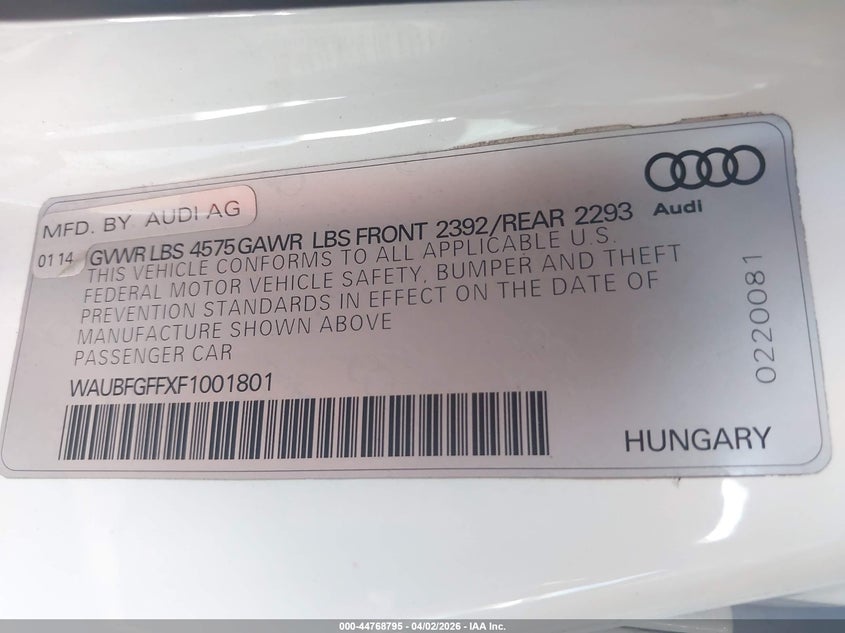 MFD. BY AUDI AG
Audi
01 14 GVWR LBS 4575 GAWR LBS FRONT 2392/REAR 2293
THIS VEHICLE CONFORMS TO ALL APPLICABLE U.S.
FEDERAL MOTOR VEHICLE SAFETY, BUMPER AND THEFT
PREVENTION STANDARDS IN EFFECT ON THE DATE OF
MANUFACTURE SHOWN ABOVE
PASSENGER CAR
WAUBFGFFXF1001801
HUNGARY
0220081
000-44768795 - 04/02/2026 - IAA Inc.